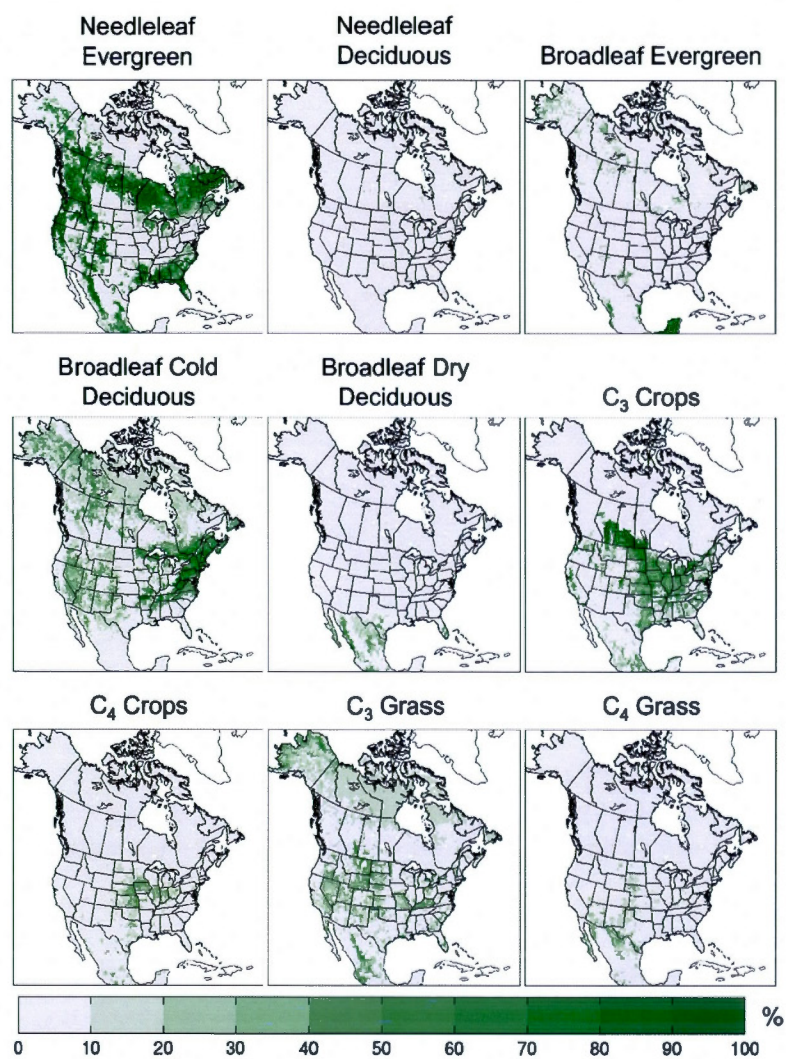 Needleleaf
Evergreen
Needleleaf
Deciduous
Broadleaf Evergreen
Broadleaf Cold
Deciduous
Broadleaf Dry
Deciduous
C₃ Crops
C₄ Crops
C₃ Grass
C₄ Grass
%
0 10 20 30 40 50 60 70 80 90 100